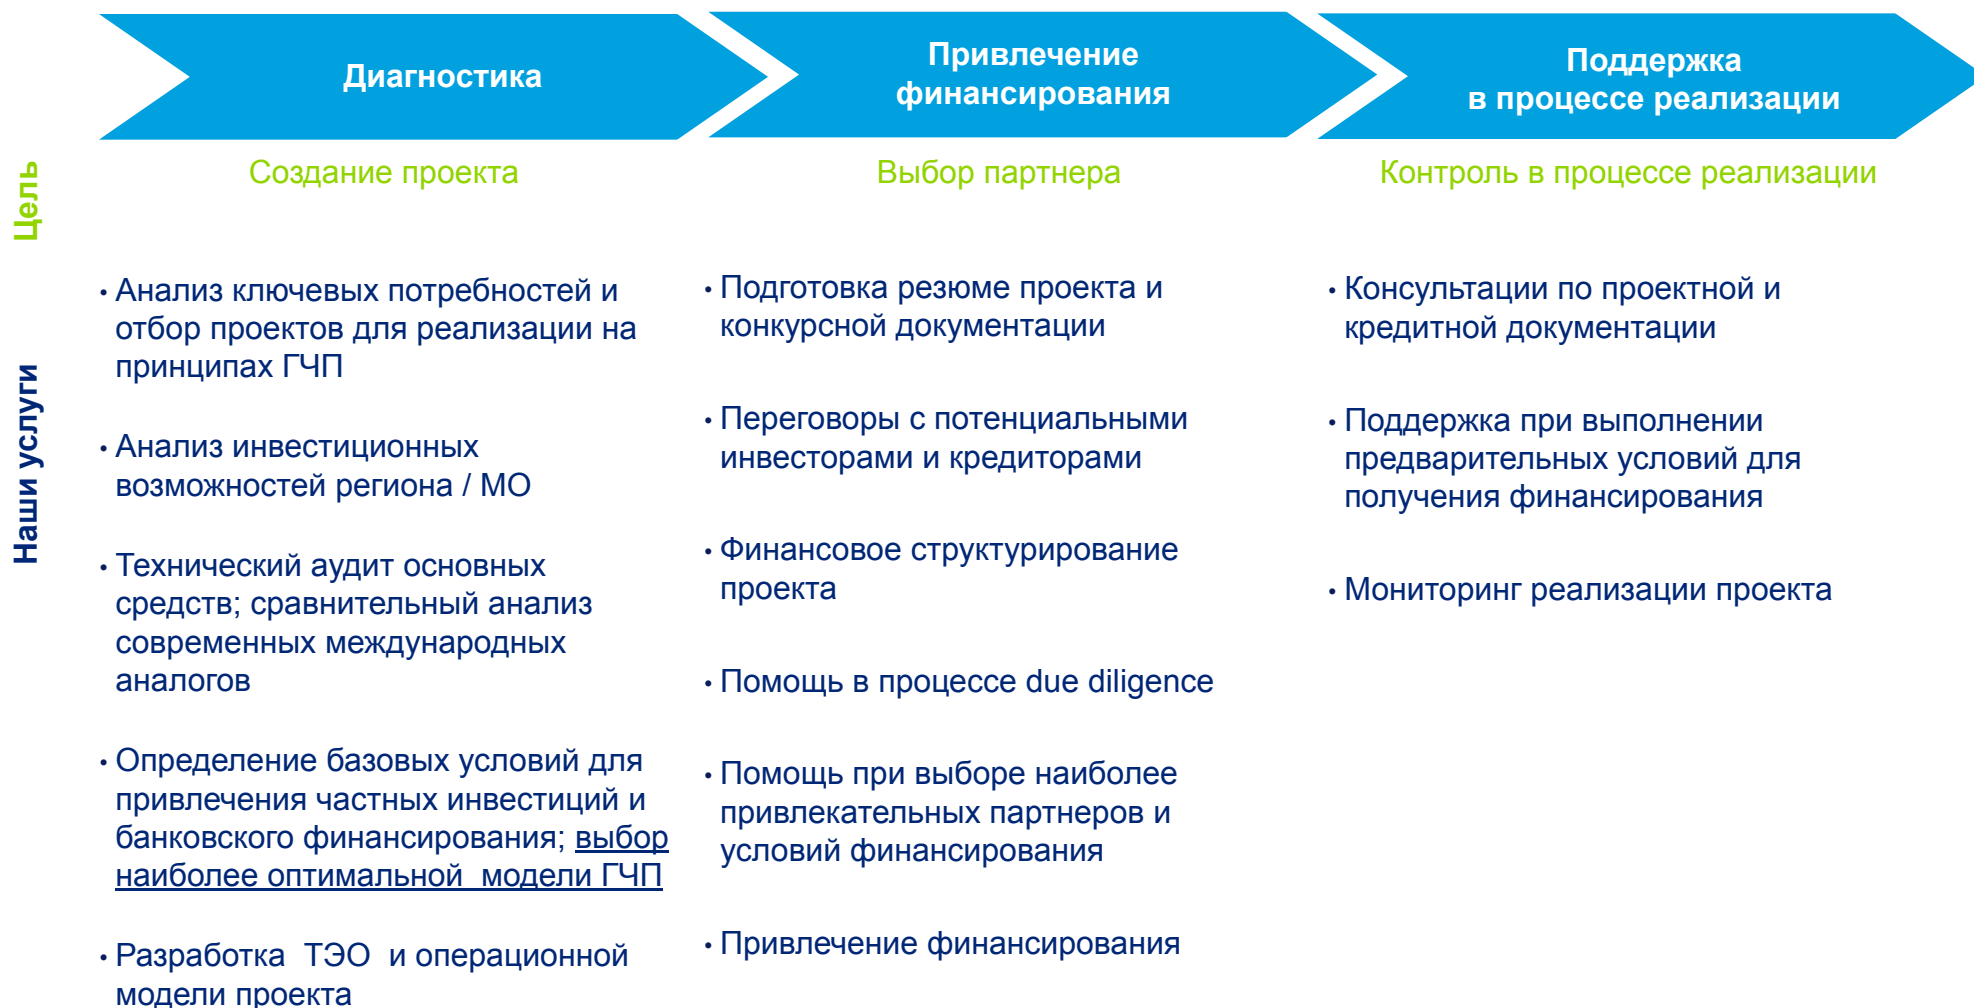 Диагностика
Привлечение
финансирования
Поддержка
в процессе реализации
Цель
Создание проекта
Выбор партнера
Контроль в процессе реализации
Наши услуги
• Анализ ключевых потребностей и
отбор проектов для реализации на
принципах ГЧП
• Анализ инвестиционных
возможностей региона / МО
• Технический аудит основных
средств; сравнительный анализ
современных международных
аналогов
• Определение базовых условий для
привлечения частных инвестиций и
банковского финансирования; выбор
наиболее оптимальной модели ГЧП
• Разработка ТЭО и операционной
модели проекта
• Подготовка резюме проекта и
конкурсной документации
• Переговоры с потенциальными
инвесторами и кредиторами
• Финансовое структурирование
проекта
• Помощь в процессе due diligence
• Помощь при выборе наиболее
привлекательных партнеров и
условий финансирования
• Привлечение финансирования
• Консультации по проектной и
кредитной документации
• Поддержка при выполнении
предварительных условий для
получения финансирования
• Мониторинг реализации проекта